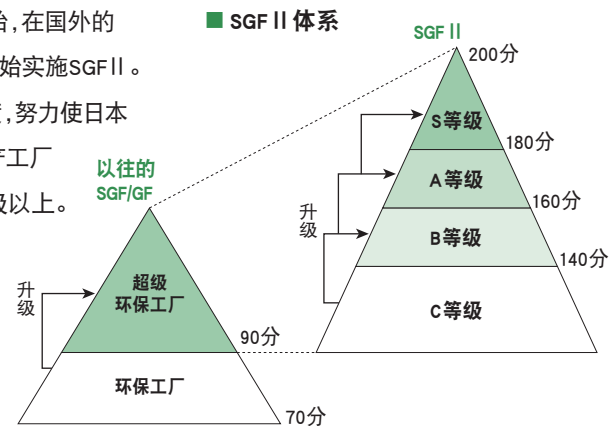 台,在国外的
始实施SGFⅡ。
,努力使日本
工厂
级以上。
■ SGFⅡ体系
SGFⅡ
200分
S等级
180分
A等级
160分
B等级
140分
C等级
升级
以往的
SGF/GF
超级
环保工厂
90分
环保工厂
70分
升级